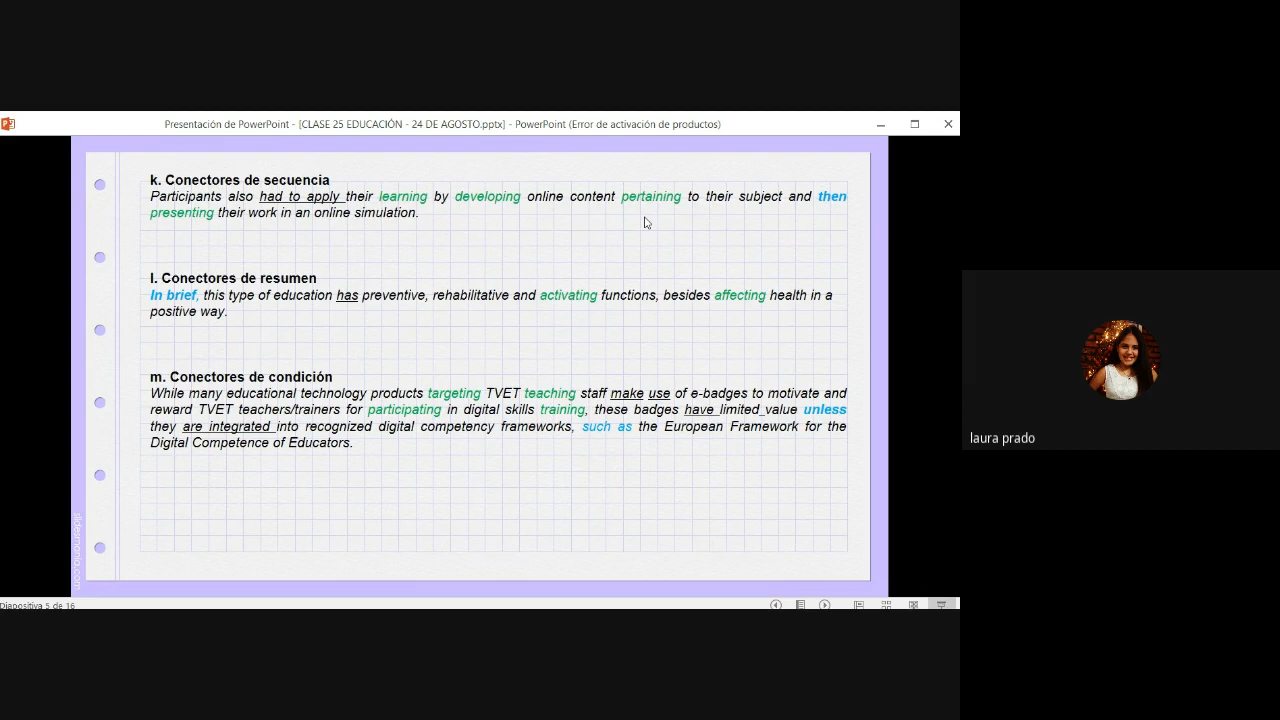 Presentación de PowerPoint - [CLASE 25 EDUCACIÓN - 24 DE AGOSTO.pptx] - PowerPoint (Error de activación de productos)
k. Conectores de secuencia
Participants also had to apply their learning by developing online content pertaining to their subject and then
presenting their work in an online simulation.
l. Conectores de resumen
In brief, this type of education has preventive, rehabilitative and activating functions, besides affecting health in a
positive way.
m. Conectores de condición
While many educational technology products targeting TVET teaching staff make use of e-badges to motivate and
reward TVET teachers/trainers for participating in digital skills training, these badges have limited value unless
they are integrated into recognized digital competency frameworks, such as the European Framework for the
Digital Competence of Educators.
slidesmania.com
Diapositiva 5 de 16
laura prado